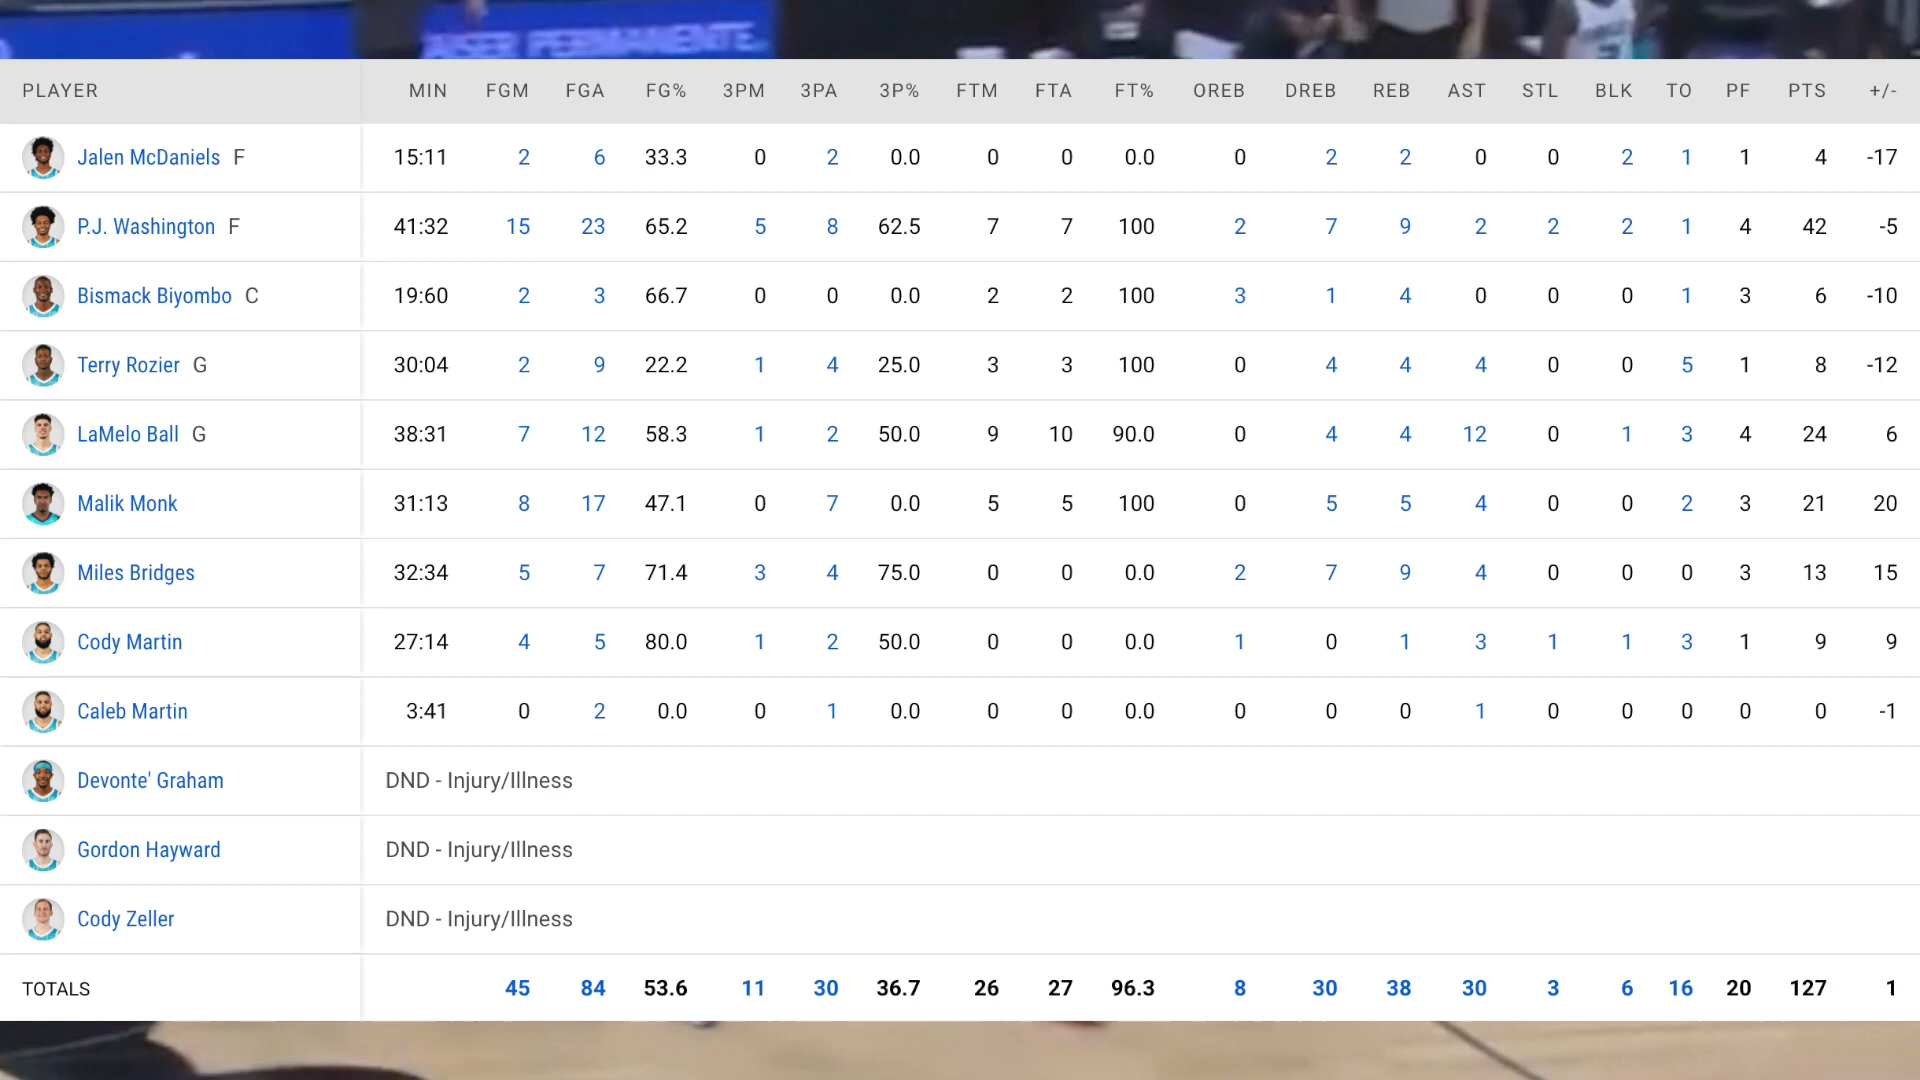 AISER PERMANENTE.
PLAYER MIN FGM FGA FG% 3PM 3PA 3P% FTM FTA FT% OREB DREB REB AST STL BLK TO PF PTS +/-
Jalen McDaniels F 15:11 2 6 33.3 0 2 0.0 0 0 0.0 0 2 2 0 0 2 1 1 4 -17
P.J. Washington F 41:32 15 23 65.2 5 8 62.5 7 7 100 2 7 9 2 2 2 1 4 42 -5
Bismack Biyombo C 19:60 2 3 66.7 0 0 0.0 2 2 100 3 1 4 0 0 0 1 3 6 -10
Terry Rozier G 30:04 2 9 22.2 1 4 25.0 3 3 100 0 4 4 4 0 0 5 1 8 -12
LaMelo Ball G 38:31 7 12 58.3 1 2 50.0 9 10 90.0 0 4 4 12 0 1 3 4 24 6
Malik Monk 31:13 8 17 47.1 0 7 0.0 5 5 100 0 5 5 4 0 0 2 3 21 20
Miles Bridges 32:34 5 7 71.4 3 4 75.0 0 0 0.0 2 7 9 4 0 0 0 3 13 15
Cody Martin 27:14 4 5 80.0 1 2 50.0 0 0 0.0 1 0 1 3 1 1 3 1 9 9
Caleb Martin 3:41 0 2 0.0 0 1 0.0 0 0 0.0 0 0 0 1 0 0 0 0 0 -1
Devonte' Graham DND - Injury/Illness
Gordon Hayward DND - Injury/Illness
Cody Zeller DND - Injury/Illness
TOTALS 45 84 53.6 11 30 36.7 26 27 96.3 8 30 38 30 3 6 16 20 127 1